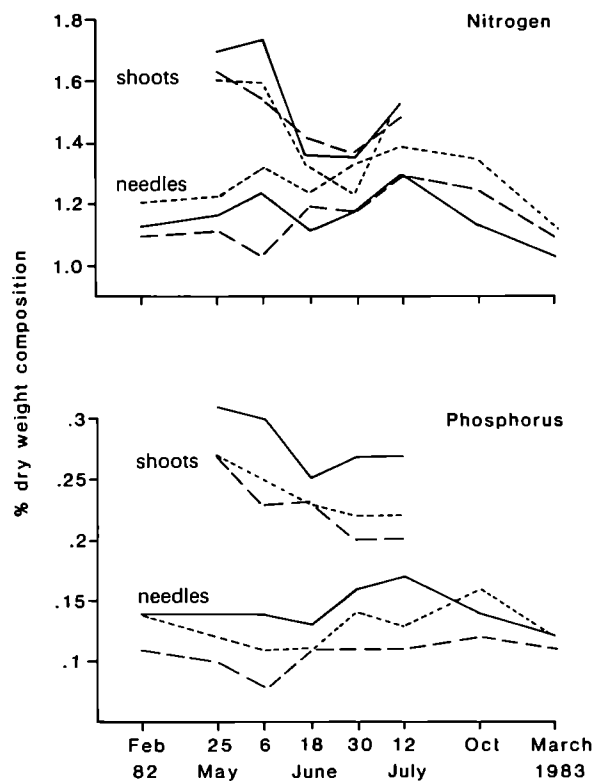 Nitrogen
1.8
shoots
1.6
1.4
needles
1.2
1.0
% dry weight composition
Phosphorus
.3
shoots
.25
.2
needles
.15
.1
Feb 25 6 18 30 12 Oct March
82 May June July 1983